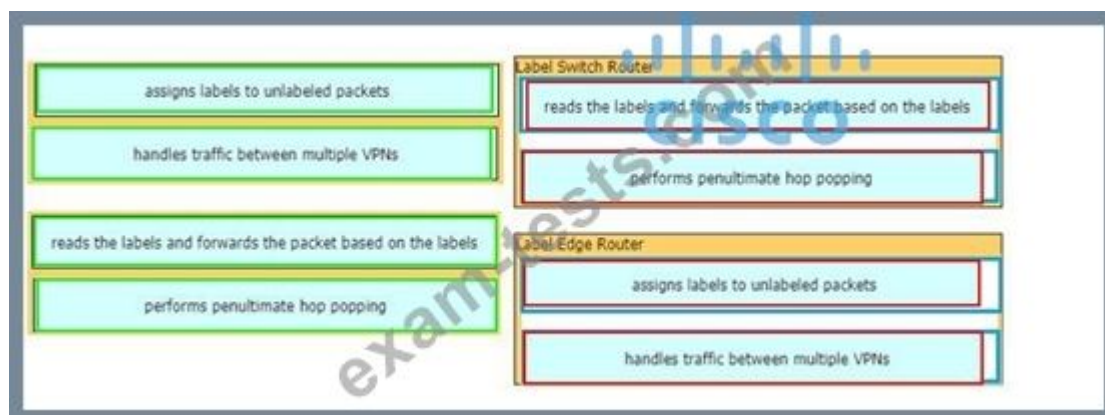 assigns labels to unlabeled packets
handles traffic between multiple VPNs
reads the labels and forwards the packet based on the labels
performs penultimate hop popping
Label Switch Router
reads the labels and forwards the packet based on the labels
performs penultimate hop popping
Label Edge Router
assigns labels to unlabeled packets
handles traffic between multiple VPNs
cisco
exam-tests.com